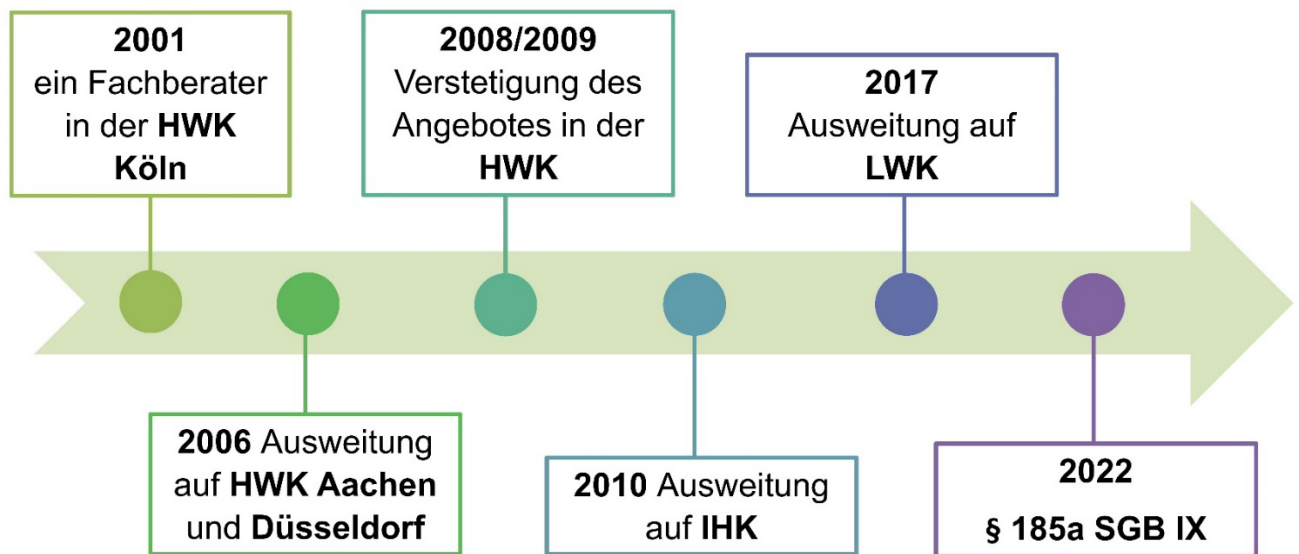 2001
ein Fachberater
in der HWK
Köln
2006 Ausweitung
auf HWK Aachen
und Düsseldorf
2008/2009
Verstetigung des
Angebotes in der
HWK
2010 Ausweitung
auf IHK
2017
Ausweitung auf
LWK
2022
§ 185a SGB IX